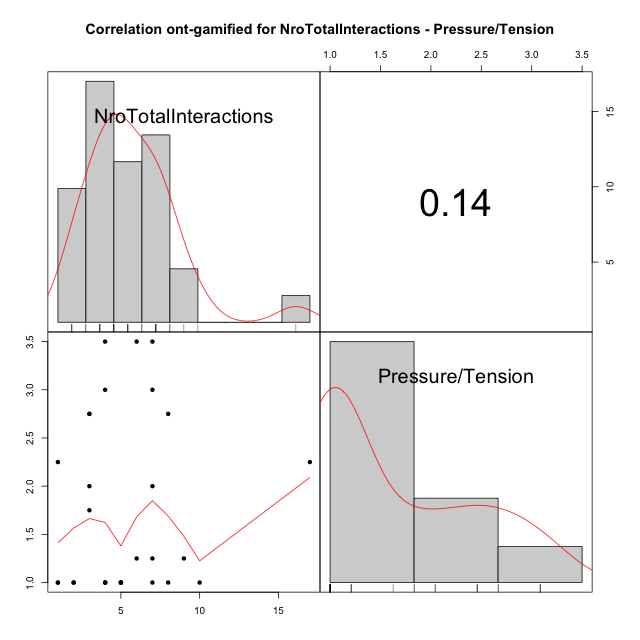 Correlation ont-gamified for NroTotalInteractions - Pressure/Tension
1.0 1.5 2.0 2.5 3.0 3.5
NroTotalInteractions
0.14
15
10
5
3.5
3.0
2.5
2.0
1.5
1.0
Pressure/Tension
5 10 15